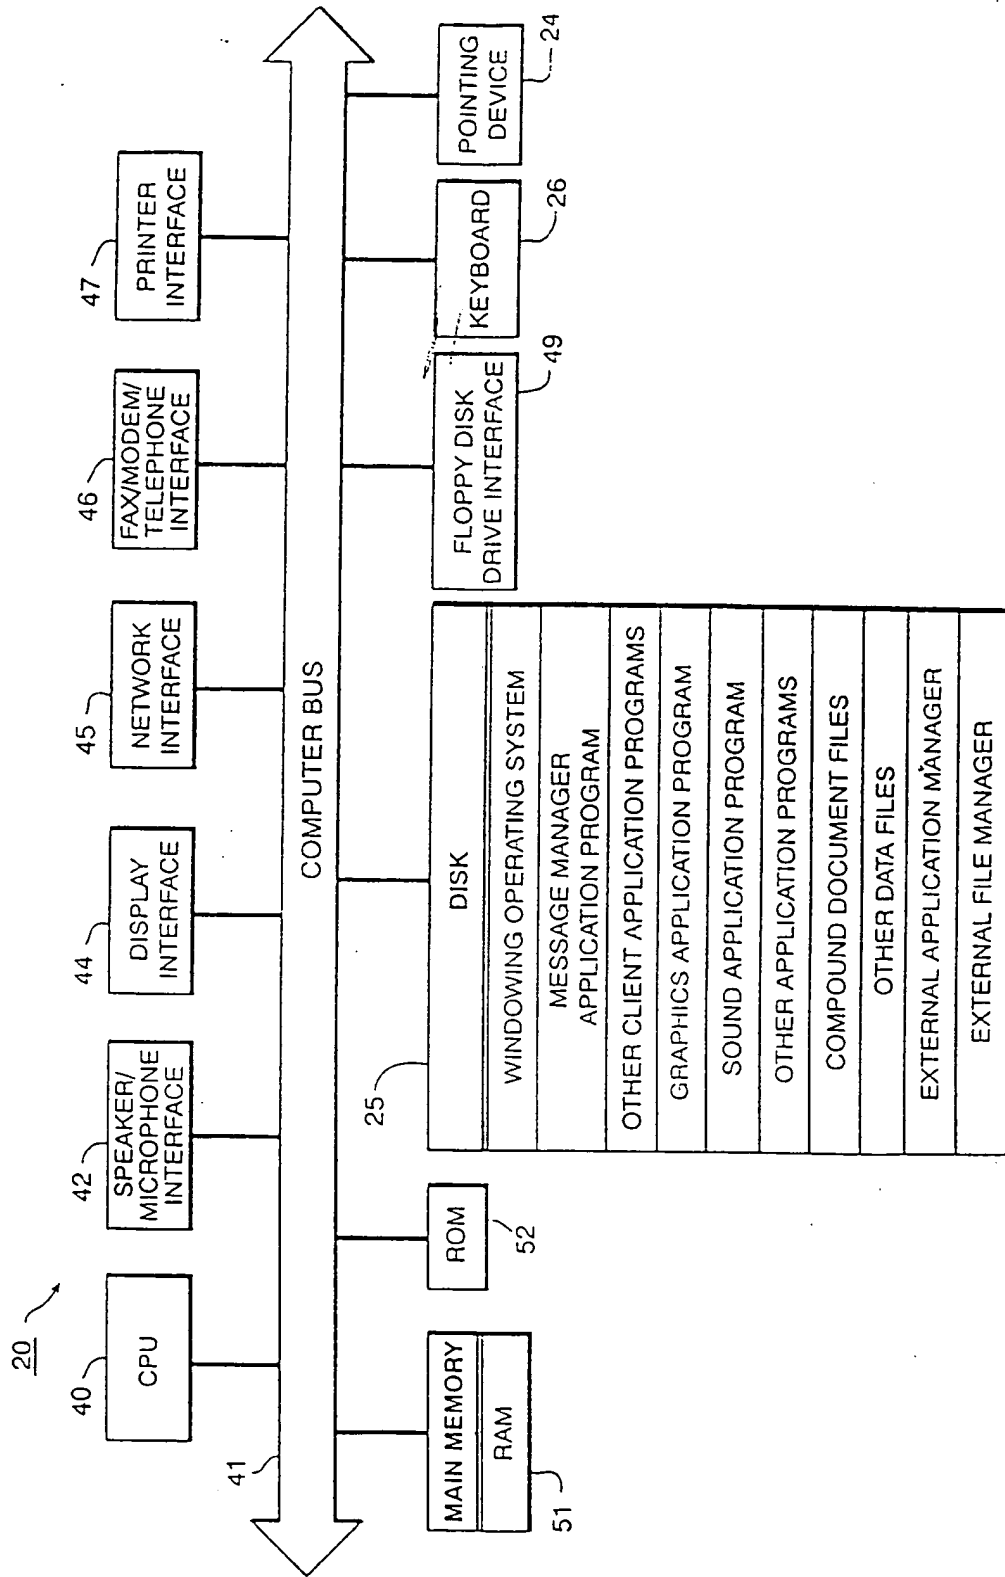 20
40
CPU
42
SPEAKER/
MICROPHONE
INTERFACE
44
DISPLAY
INTERFACE
45
NETWORK
INTERFACE
46
FAX/MODEM/
TELEPHONE
INTERFACE
47
PRINTER
INTERFACE
41
COMPUTER BUS
MAIN MEMORY
RAM
51
ROM
52
25
DISK
WINDOWING OPERATING SYSTEM
MESSAGE MANAGER
APPLICATION PROGRAM
OTHER CLIENT APPLICATION PROGRAMS
GRAPHICS APPLICATION PROGRAM
SOUND APPLICATION PROGRAM
OTHER APPLICATION PROGRAMS
COMPOUND DOCUMENT FILES
OTHER DATA FILES
EXTERNAL APPLICATION MANAGER
EXTERNAL FILE MANAGER
FLOPPY DISK
DRIVE INTERFACE
49
KEYBOARD
26
POINTING
DEVICE
24